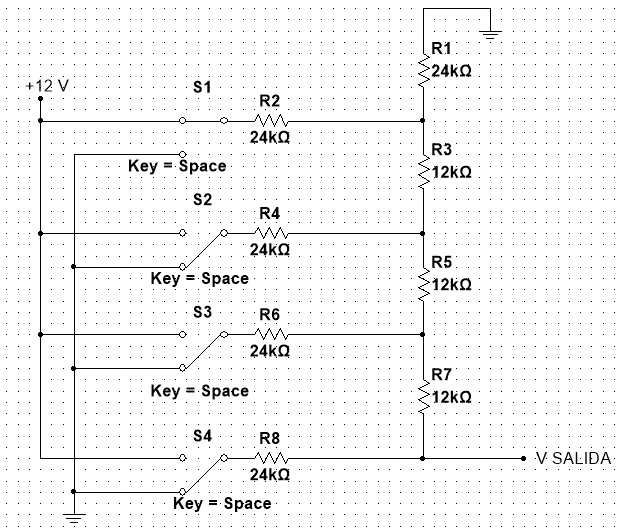 R1
24kΩ
+12 V
S1
R2
24kΩ
R3
12kΩ
Key = Space
S2
R4
24kΩ
R5
12kΩ
Key = Space
S3
R6
24kΩ
R7
12kΩ
Key = Space
S4
R8
24kΩ
V SALIDA
Key = Space